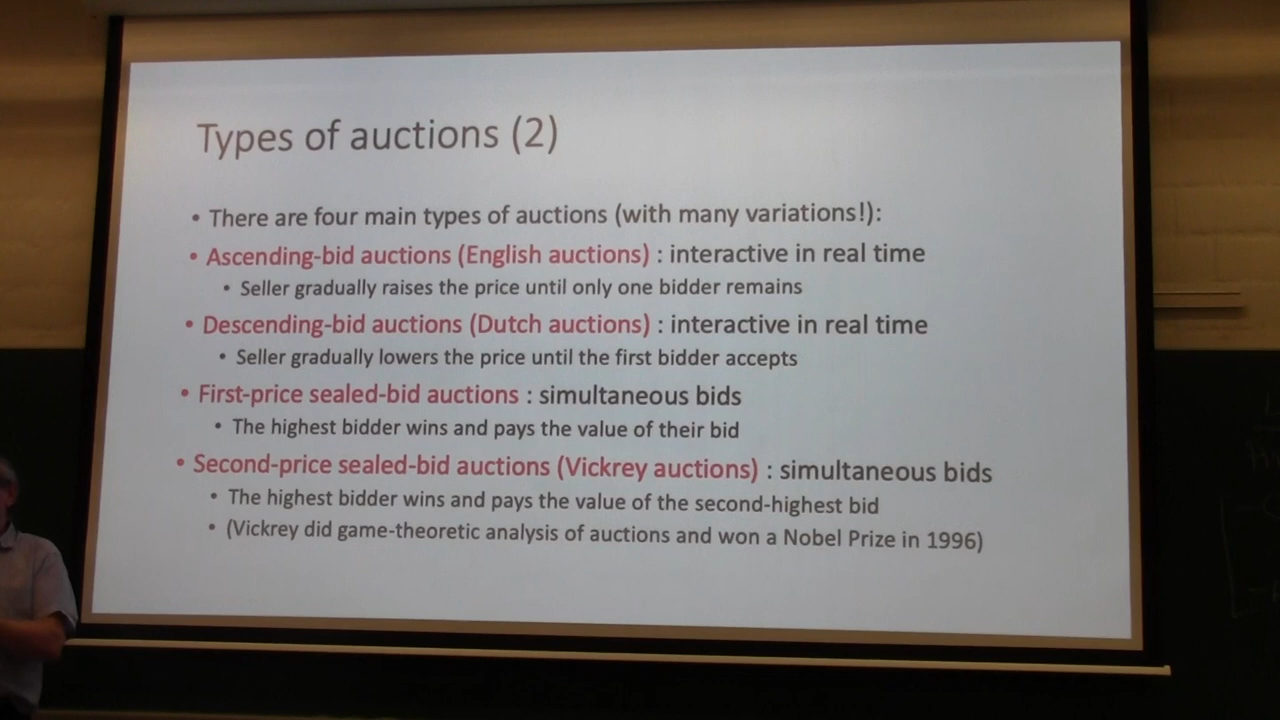 Types of auctions (2)
• There are four main types of auctions (with many variations!):
• Ascending-bid auctions (English auctions) : interactive in real time
• Seller gradually raises the price until only one bidder remains
• Descending-bid auctions (Dutch auctions) : interactive in real time
• Seller gradually lowers the price until the first bidder accepts
• First-price sealed-bid auctions : simultaneous bids
• The highest bidder wins and pays the value of their bid
• Second-price sealed-bid auctions (Vickrey auctions) : simultaneous bids
• The highest bidder wins and pays the value of the second-highest bid
• (Vickrey did game-theoretic analysis of auctions and won a Nobel Prize in 1996)